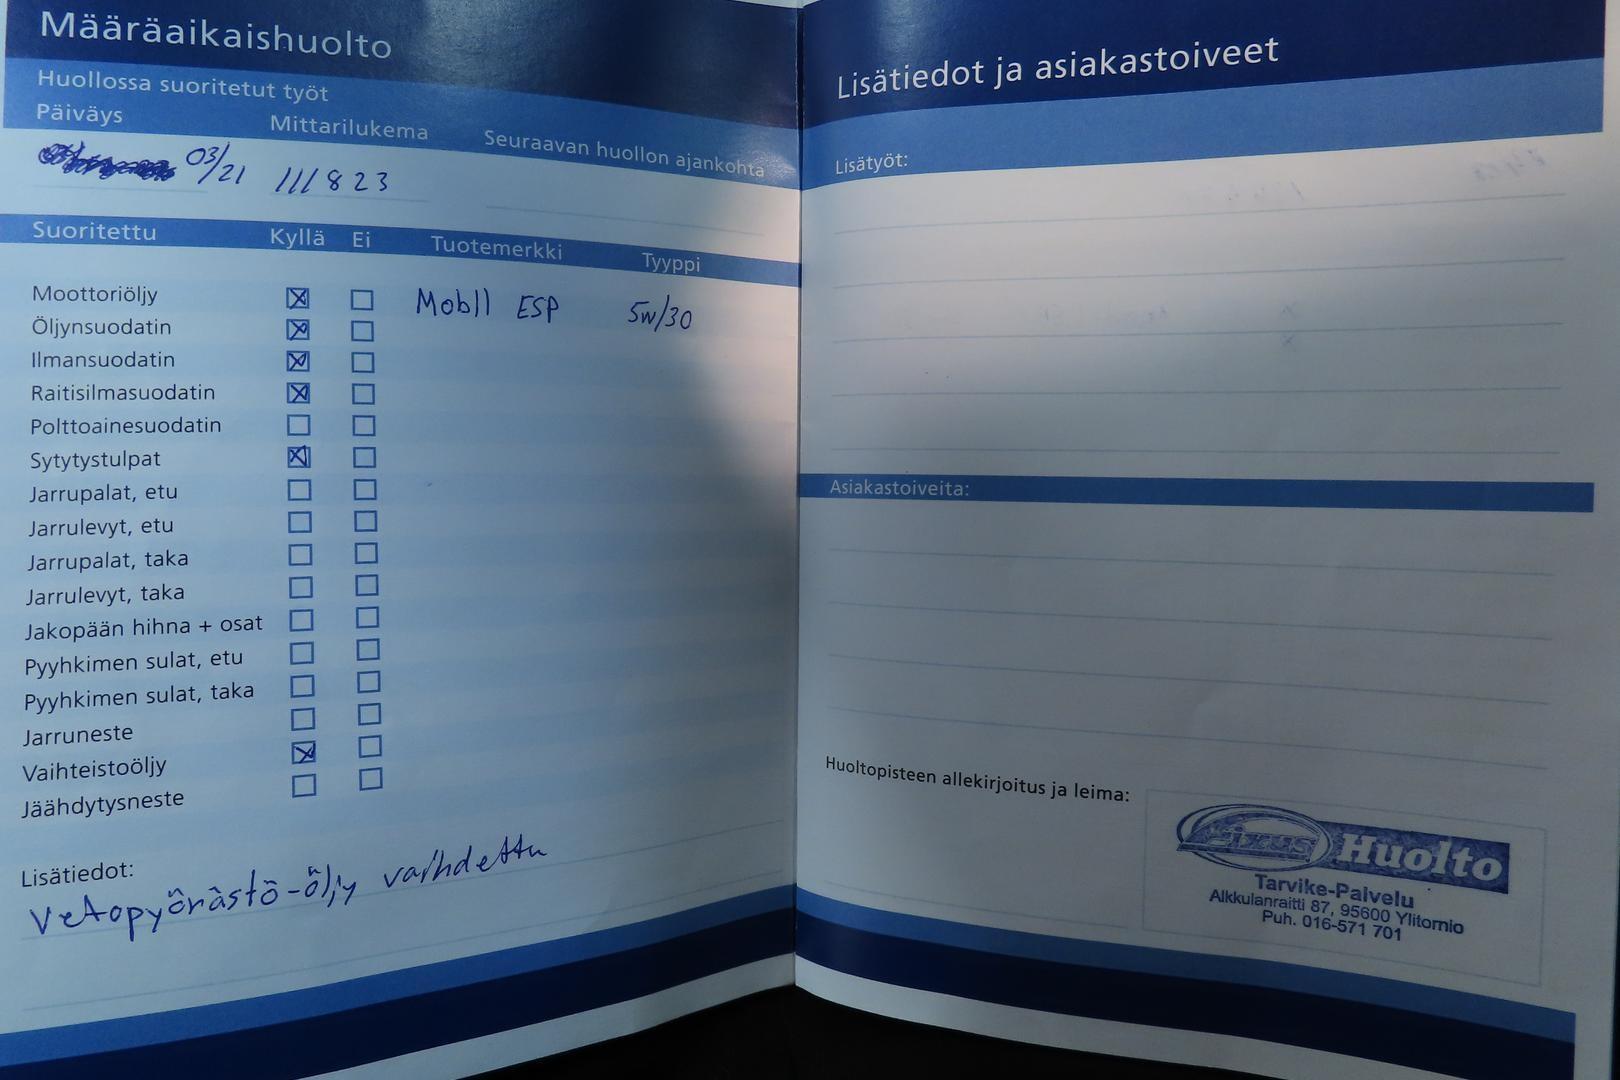 Määräaikaishuolto
Huollossa suoritetut työt
Päiväys Mittarilukema Seuraavan huollon ajankohta
03/21 111823
Suoritettu Kyllä Ei Tuotemerkki Tyyppi
Moottoriöljy Mobil ESP 5W/30
Öljynsuodatin
Ilmansuodatin
Raitisilmasuodatin
Polttoainesuodatin
Sytytystulpat
Jarrupalat, etu
Jarrulevyt, etu
Jarrupalat, taka
Jarrulevyt, taka
Jakopään hihna + osat
Pyyhkimen sulat, etu
Pyyhkimen sulat, taka
Jarruneste
Vaihteistoöljy
Jäähdytysneste
Lisätiedot:
Vetopyörästö-öljy vaihdettu
Lisätiedot ja asiakastoiveet
Lisätyöt:
Asiakastoiveita:
Huoltopisteen allekirjoitus ja leima:
Huolto
Tarvike-Palvelu
Alkkulanraitti 87, 95600 Ylitornio
Puh. 016-571 701